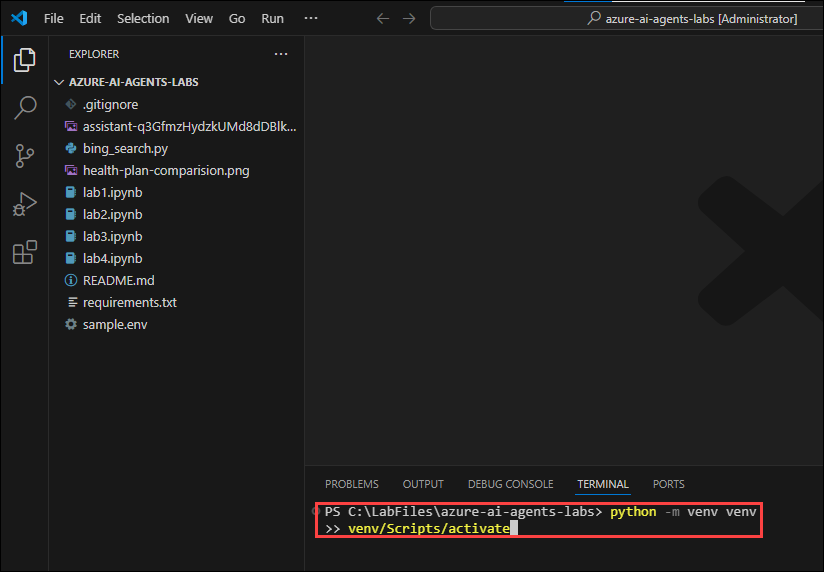 File Edit Selection View Go Run ···
azure-ai-agents-labs [Administrator]
EXPLORER ···
AZURE-AI-AGENTS-LABS
.gitignore
assistant-q3GfmzHydzkUMd8dDBlk...
bing_search.py
health-plan-comparision.png
lab1.ipynb
lab2.ipynb
lab3.ipynb
lab4.ipynb
README.md
requirements.txt
sample.env
PROBLEMS OUTPUT DEBUG CONSOLE TERMINAL PORTS
PS C:\LabFiles\azure-ai-agents-labs> python -m venv venv
>> venv/Scripts/activate